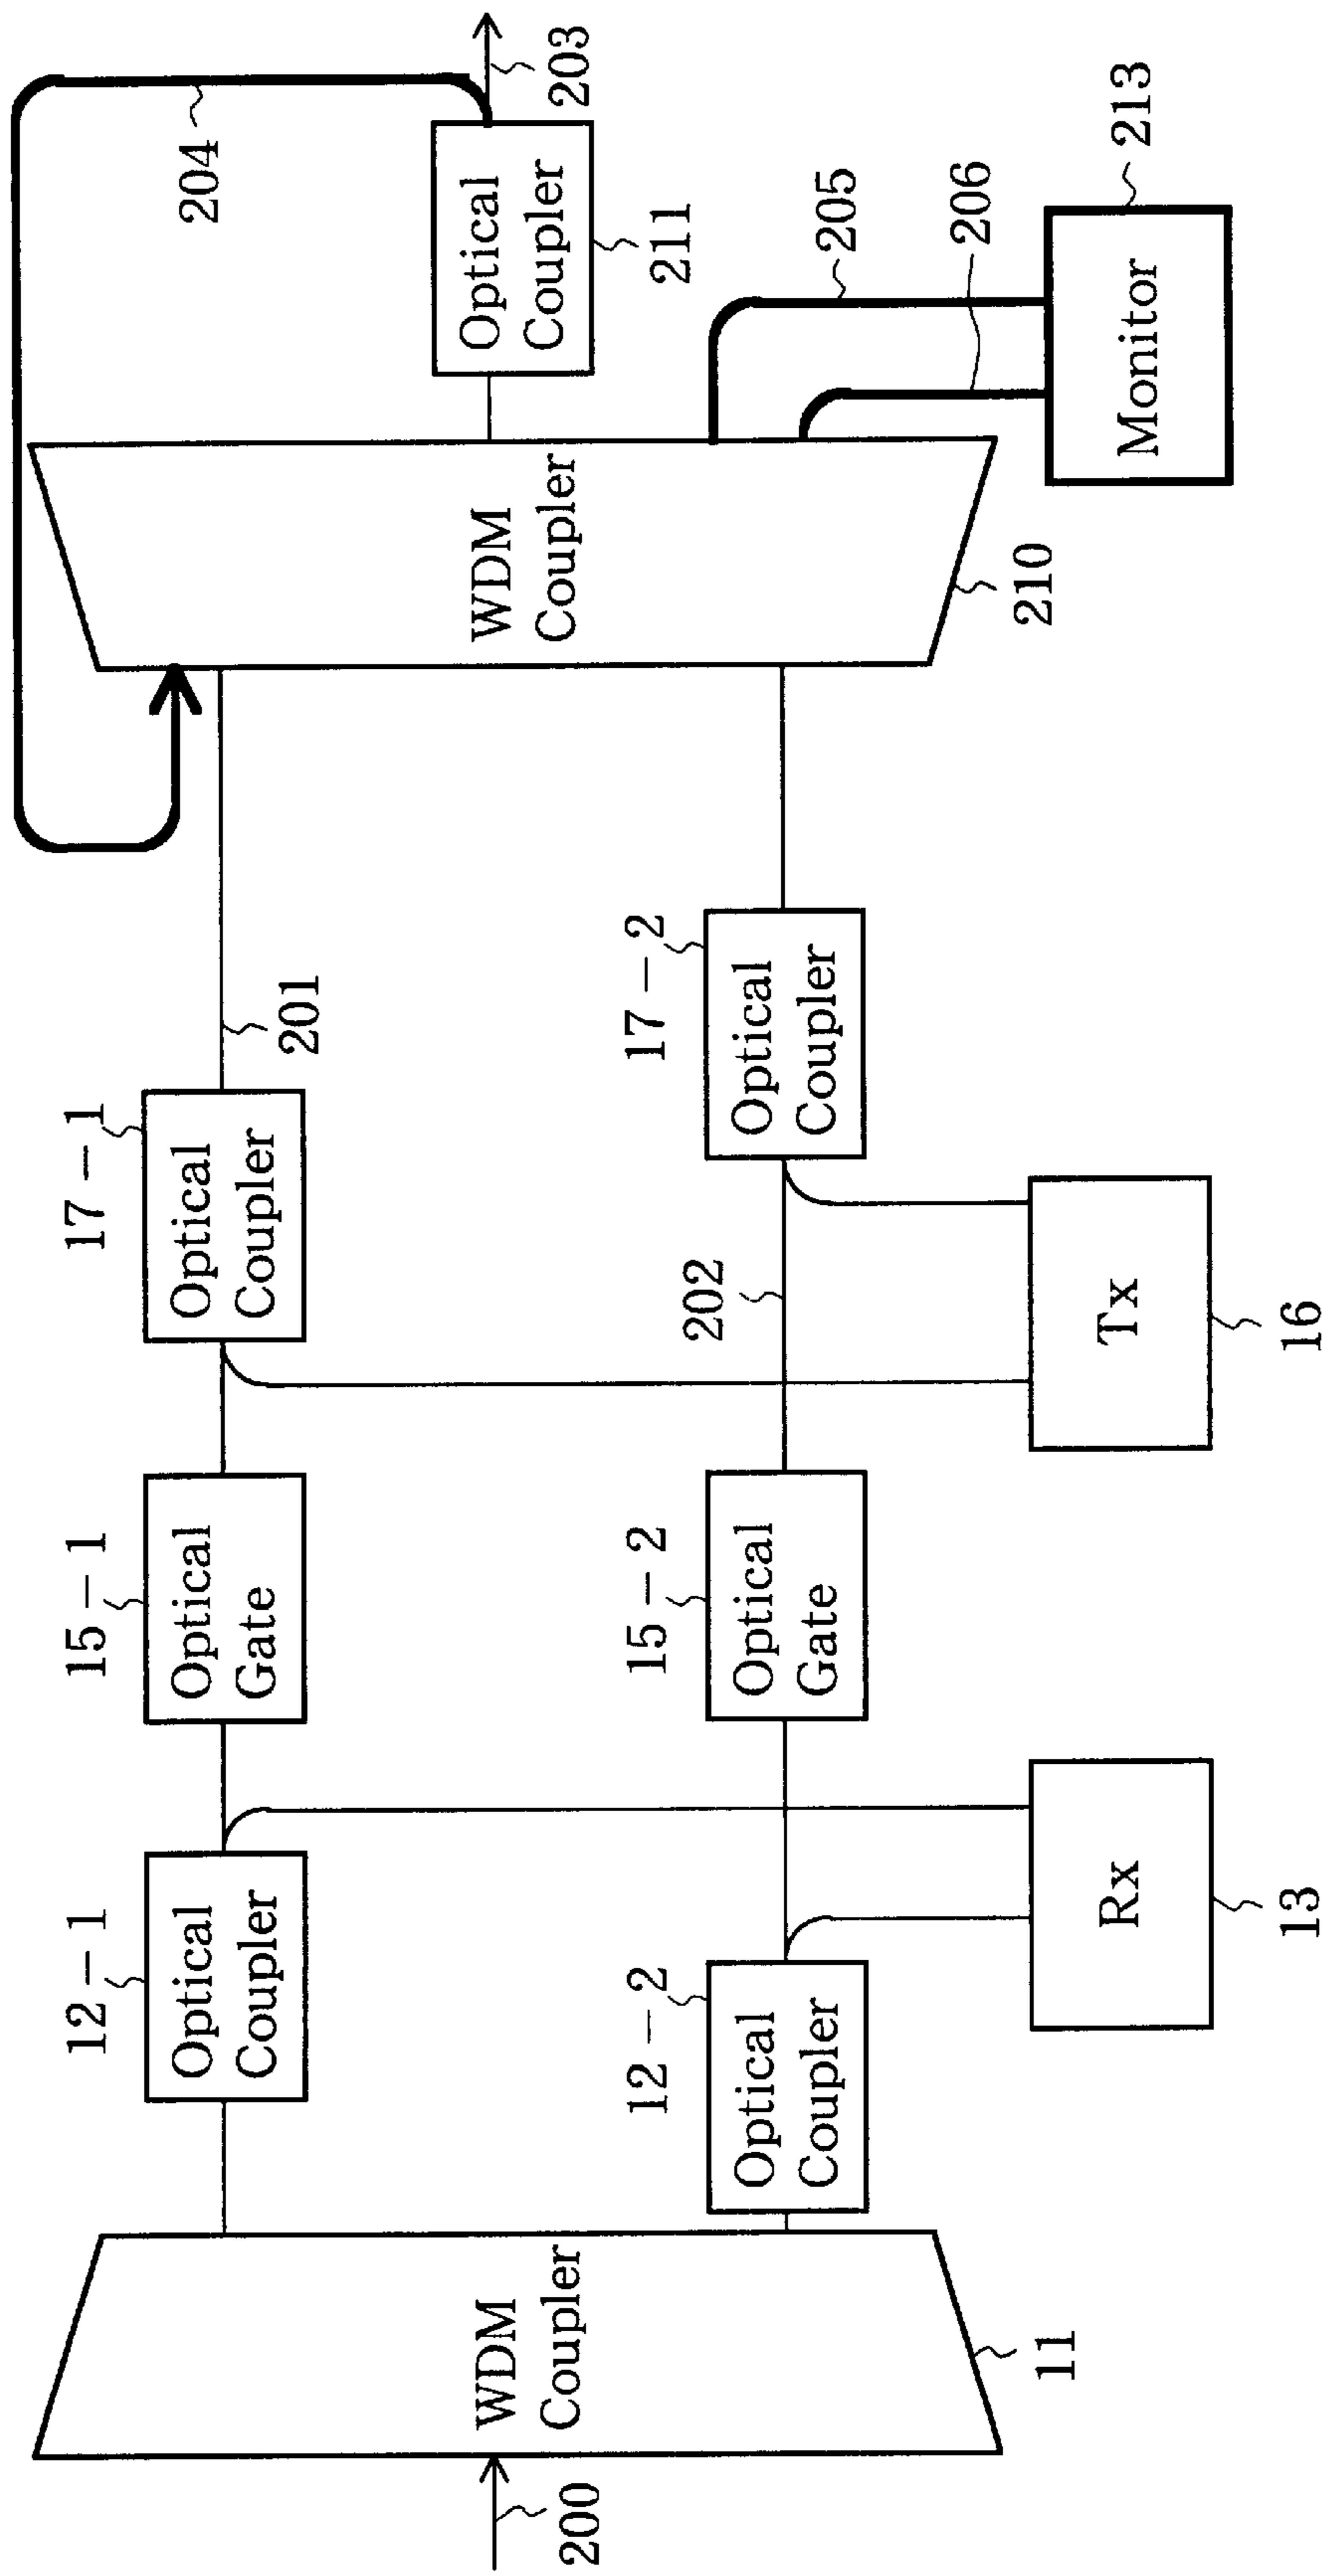 200
WDM
Coupler
11
12-1
Optical
Coupler
12-2
Optical
Coupler
Rx
13
15-1
Optical
Gate
15-2
Optical
Gate
17-1
Optical
Coupler
202
Tx
16
17-2
Optical
Coupler
201
WDM
Coupler
210
204
Optical
Coupler
211
203
205
206
Monitor
213